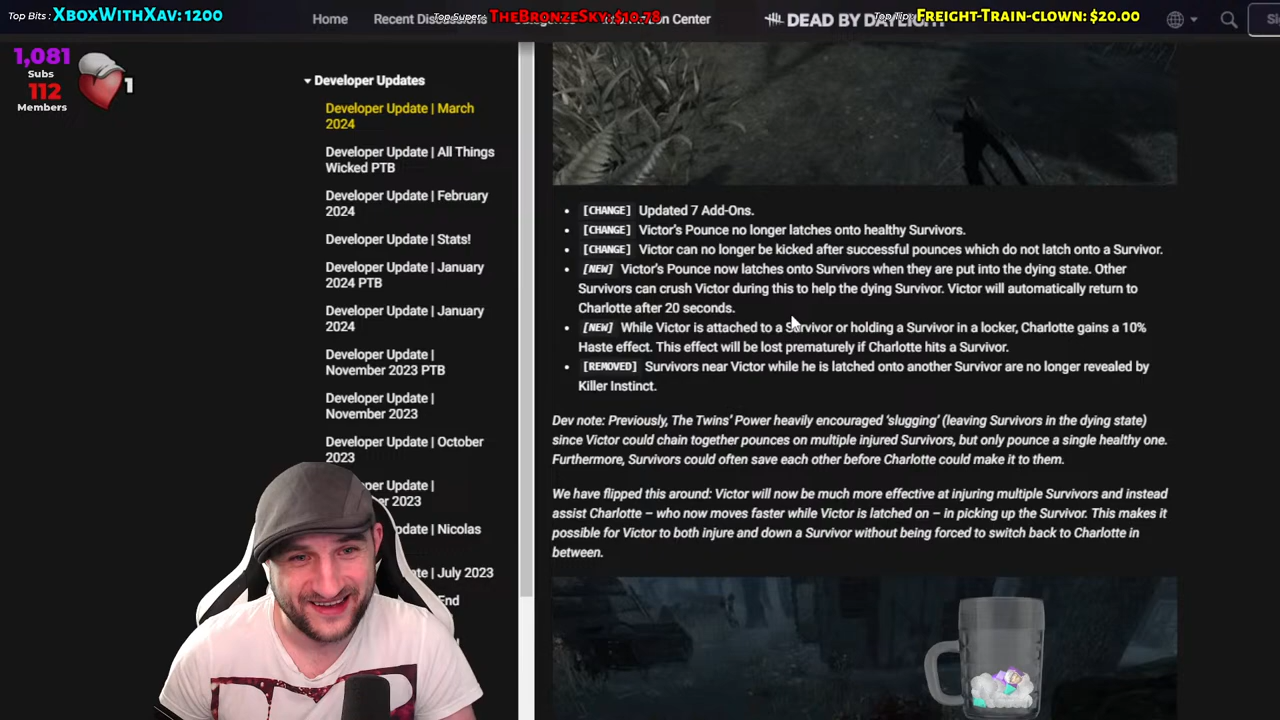 Top Bits: XBOXWITHXAV: 1200
Home
Recent Dis
Top Super: THEBRONZESKY: $10.78
Center
DEAD BY DAYLIGHT
FREIGHT-TRAIN-CLOWN: $20.00
1,081
Subs
112
Members
1
Developer Updates
Developer Update | March
2024
Developer Update | All Things
Wicked PTB
Developer Update | February
2024
Developer Update | Stats!
Developer Update | January
2024 PTB
Developer Update | January
2024
Developer Update |
November 2023 PTB
Developer Update |
November 2023
Developer Update | October
2023
Update |
er 2023
Update | Nicolas
date | July 2023
End
[CHANGE] Updated 7 Add-Ons.
[CHANGE] Victor's Pounce no longer latches onto healthy Survivors.
[CHANGE] Victor can no longer be kicked after successful pounces which do not latch onto a Survivor.
[NEW] Victor's Pounce now latches onto Survivors when they are put into the dying state. Other
Survivors can crush Victor during this to help the dying Survivor. Victor will automatically return to
Charlotte after 20 seconds.
[NEW] While Victor is attached to a Survivor or holding a Survivor in a locker, Charlotte gains a 10%
Haste effect. This effect will be lost prematurely if Charlotte hits a Survivor.
[REMOVED] Survivors near Victor while he is latched onto another Survivor are no longer revealed by
Killer Instinct.
Dev note: Previously, The Twins' Power heavily encouraged 'slugging' (leaving Survivors in the dying state)
since Victor could chain together pounces on multiple injured Survivors, but only pounce a single healthy one.
Furthermore, Survivors could often save each other before Charlotte could make it to them.
We have flipped this around: Victor will now be much more effective at injuring multiple Survivors and instead
assist Charlotte – who now moves faster while Victor is latched on – in picking up the Survivor. This makes it
possible for Victor to both injure and down a Survivor without being forced to switch back to Charlotte in
between.